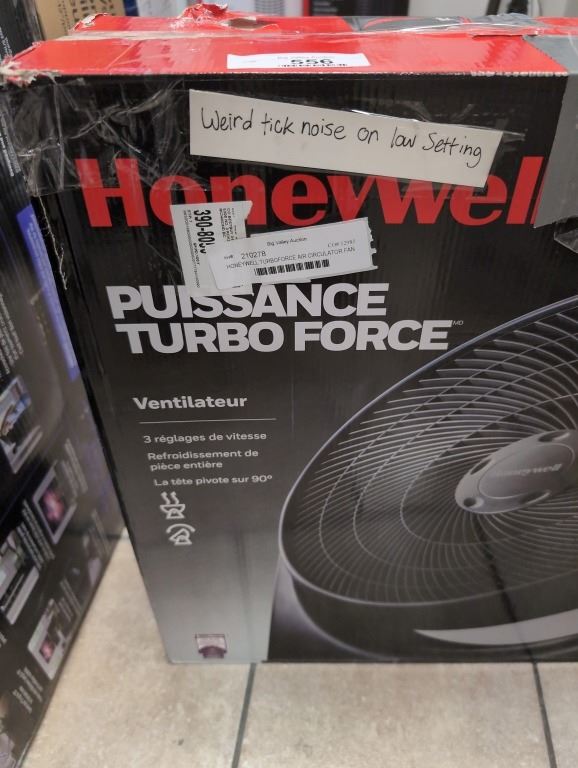 556
Weird tick noise on low Setting
Honeywell
390-80
Big Valley Auction
210278
HONEYWELL TURBOFORCE AIR CIRCULATOR FAN
PUISSANCE
TURBO FORCE MD
Ventilateur
3 réglages de vitesse
Refroidissement de
pièce entière
La tête pivote sur 90°
Honeywell